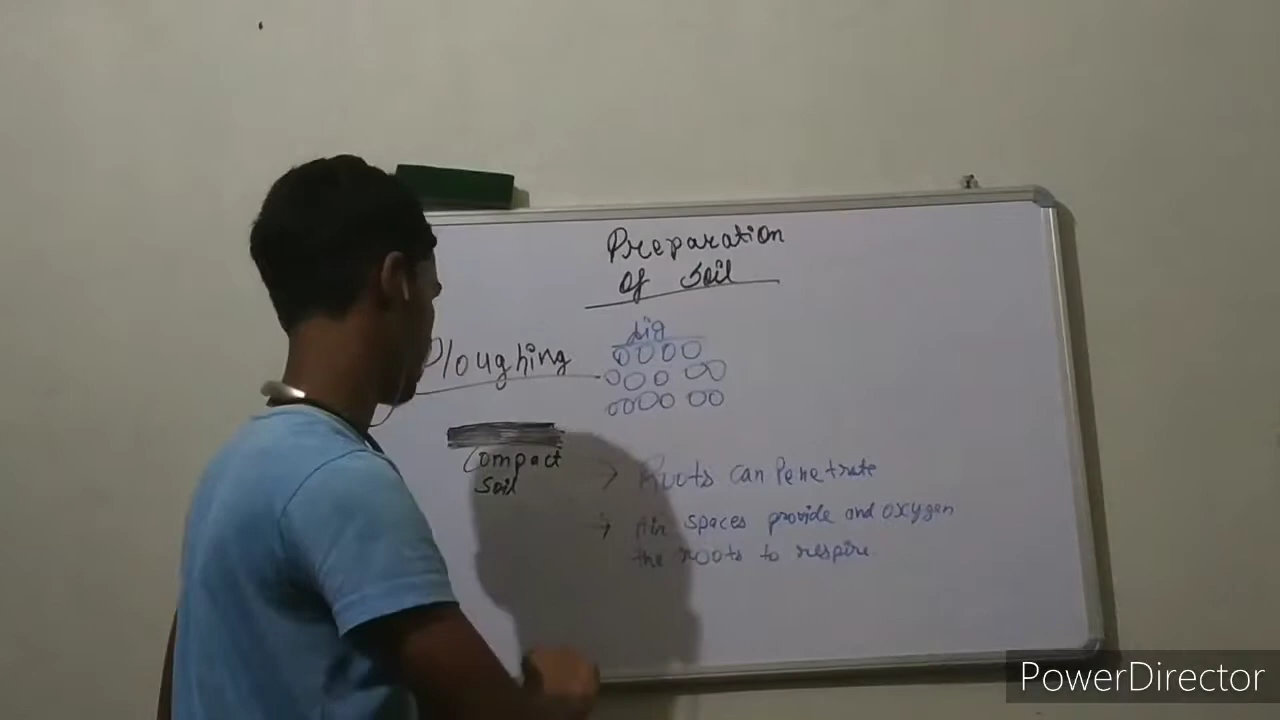 Preparation
of soil
dig
Ploughing
Compact
soil
→ Roots can Penetrate
→ Air spaces provide and oxygen
the roots to respire
PowerDirector